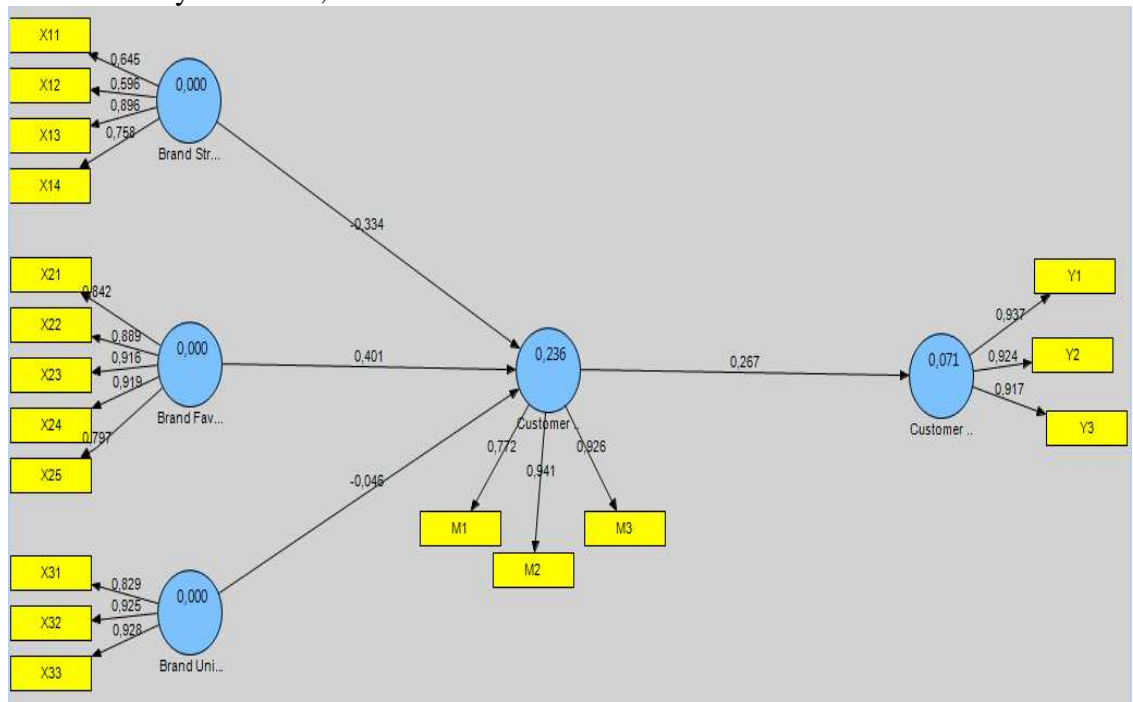 X11
0,645
X12
0,596
0,896
X13
0,758
X14
0,000
Brand Str...
-0,334
X21
0,842
X22
0,889
0,916
X23
0,919
X24
0,797
X25
0,000
Brand Fav...
0,401
0,236
Customer ..
0,772
0,941
0,926
M1
M2
M3
0,267
0,071
Customer ..
0,937
Y1
0,924
Y2
0,917
Y3
-0,046
X31
0,829
0,925
X32
0,928
X33
0,000
Brand Uni...